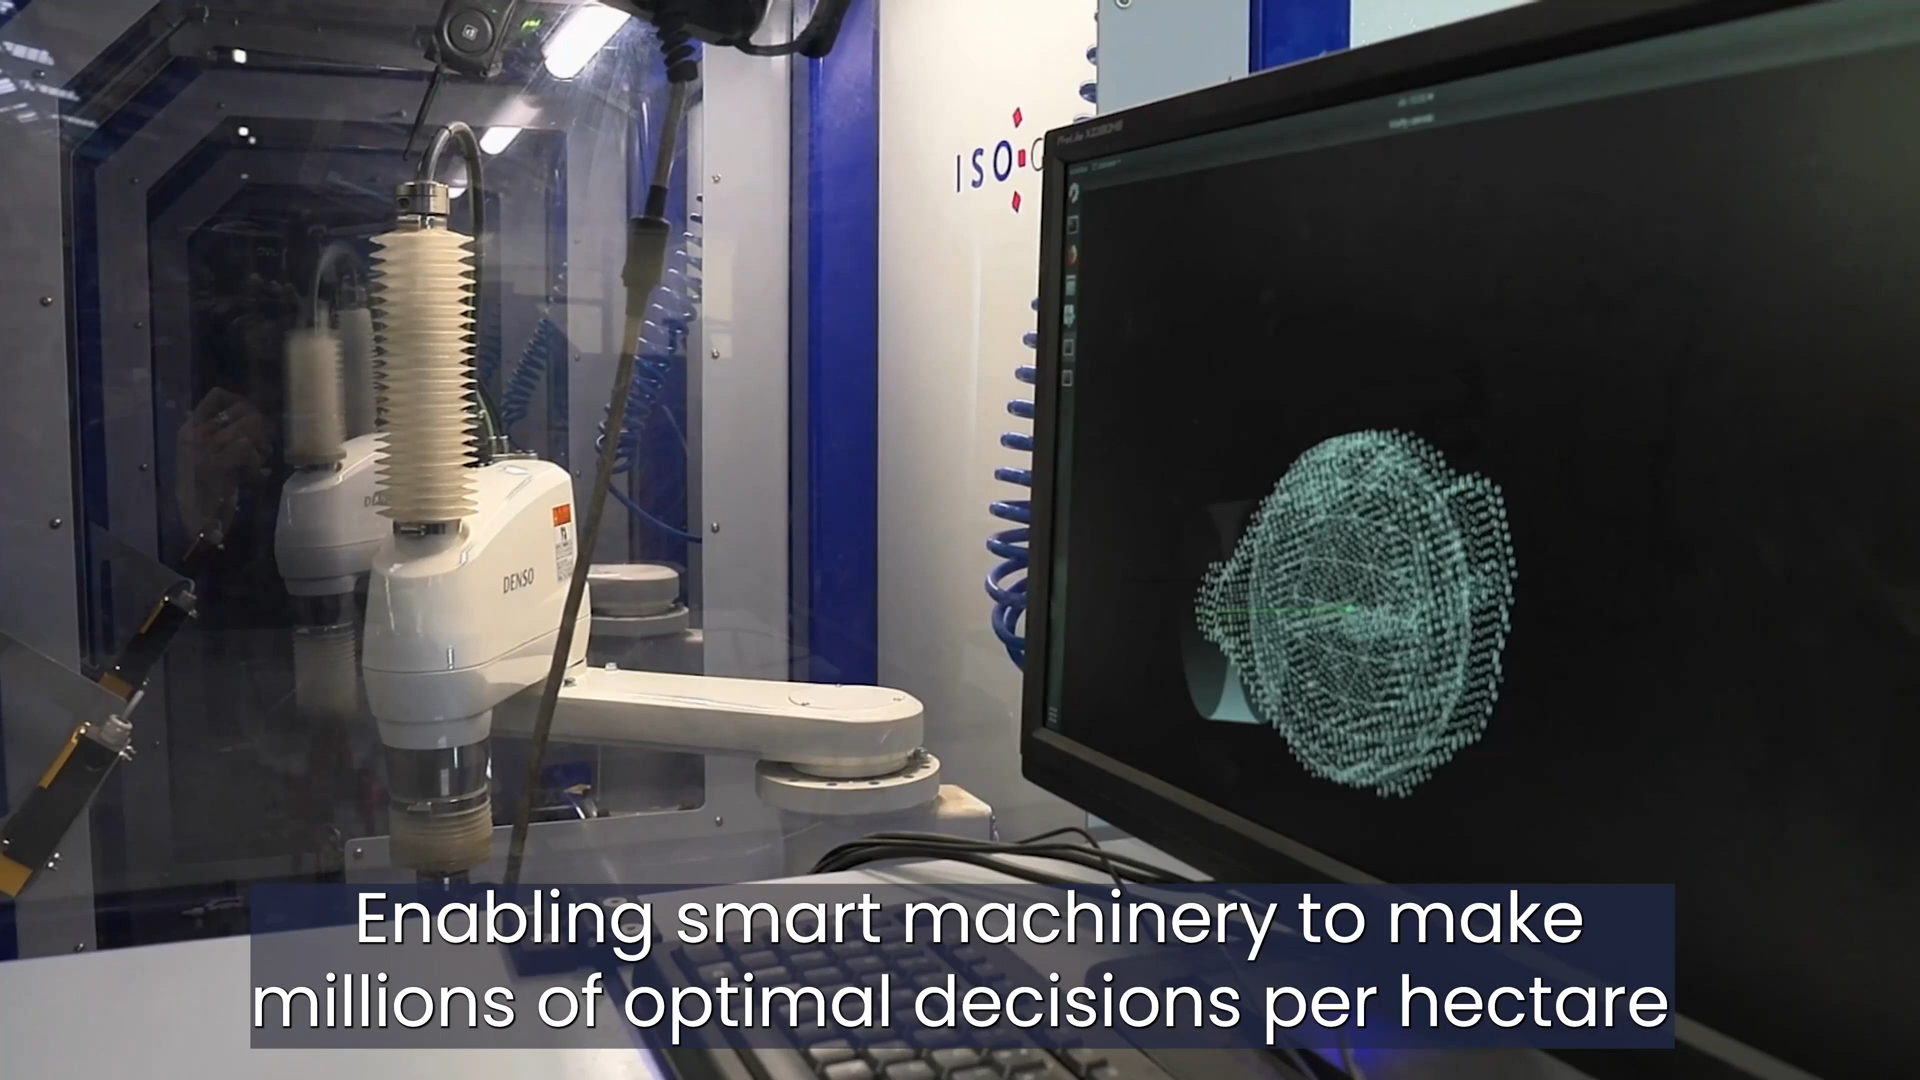 ISO
DENSO
Enabling smart machinery to make
millions of optimal decisions per hectare